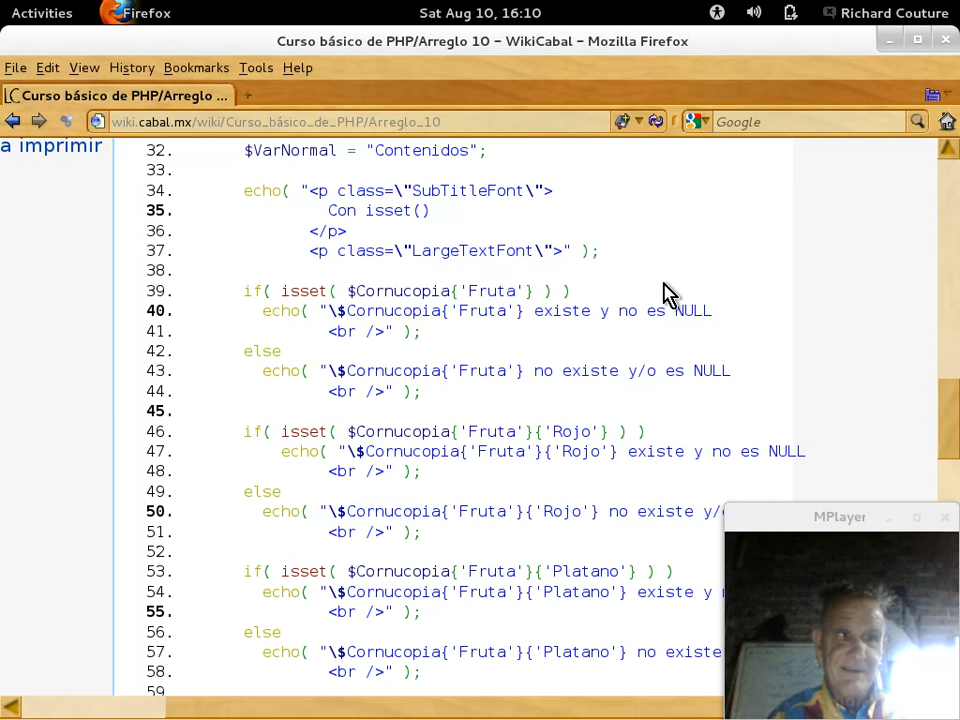 Activities Firefox Sat Aug 10, 16:10 Richard Couture
Curso básico de PHP/Arreglo 10 - WikiCabal - Mozilla Firefox
File Edit View History Bookmarks Tools Help
Curso básico de PHP/Arreglo ...
wiki.cabal.mx/wiki/Curso_básico_de_PHP/Arreglo_10 Google
a imprimir
32. $VarNormal = "Contenidos";
33.
34. echo( "<p class=\"SubTitleFont\">
35. Con isset()
36. </p>
37. <p class=\"LargeTextFont\">" );
38.
39. if( isset( $Cornucopia{'Fruta'} ) )
40. echo( "\$Cornucopia{'Fruta'} existe y no es NULL
41. <br />" );
42. else
43. echo( "\$Cornucopia{'Fruta'} no existe y/o es NULL
44. <br />" );
45.
46. if( isset( $Cornucopia{'Fruta'}{'Rojo'} ) )
47. echo( "\$Cornucopia{'Fruta'}{'Rojo'} existe y no es NULL
48. <br />" );
49. else
50. echo( "\$Cornucopia{'Fruta'}{'Rojo'} no existe y/
51. <br />" );
52.
53. if( isset( $Cornucopia{'Fruta'}{'Platano'} ) )
54. echo( "\$Cornucopia{'Fruta'}{'Platano'} existe y
55. <br />" );
56. else
57. echo( "\$Cornucopia{'Fruta'}{'Platano'} no existe
58. <br />" );
59
MPlayer